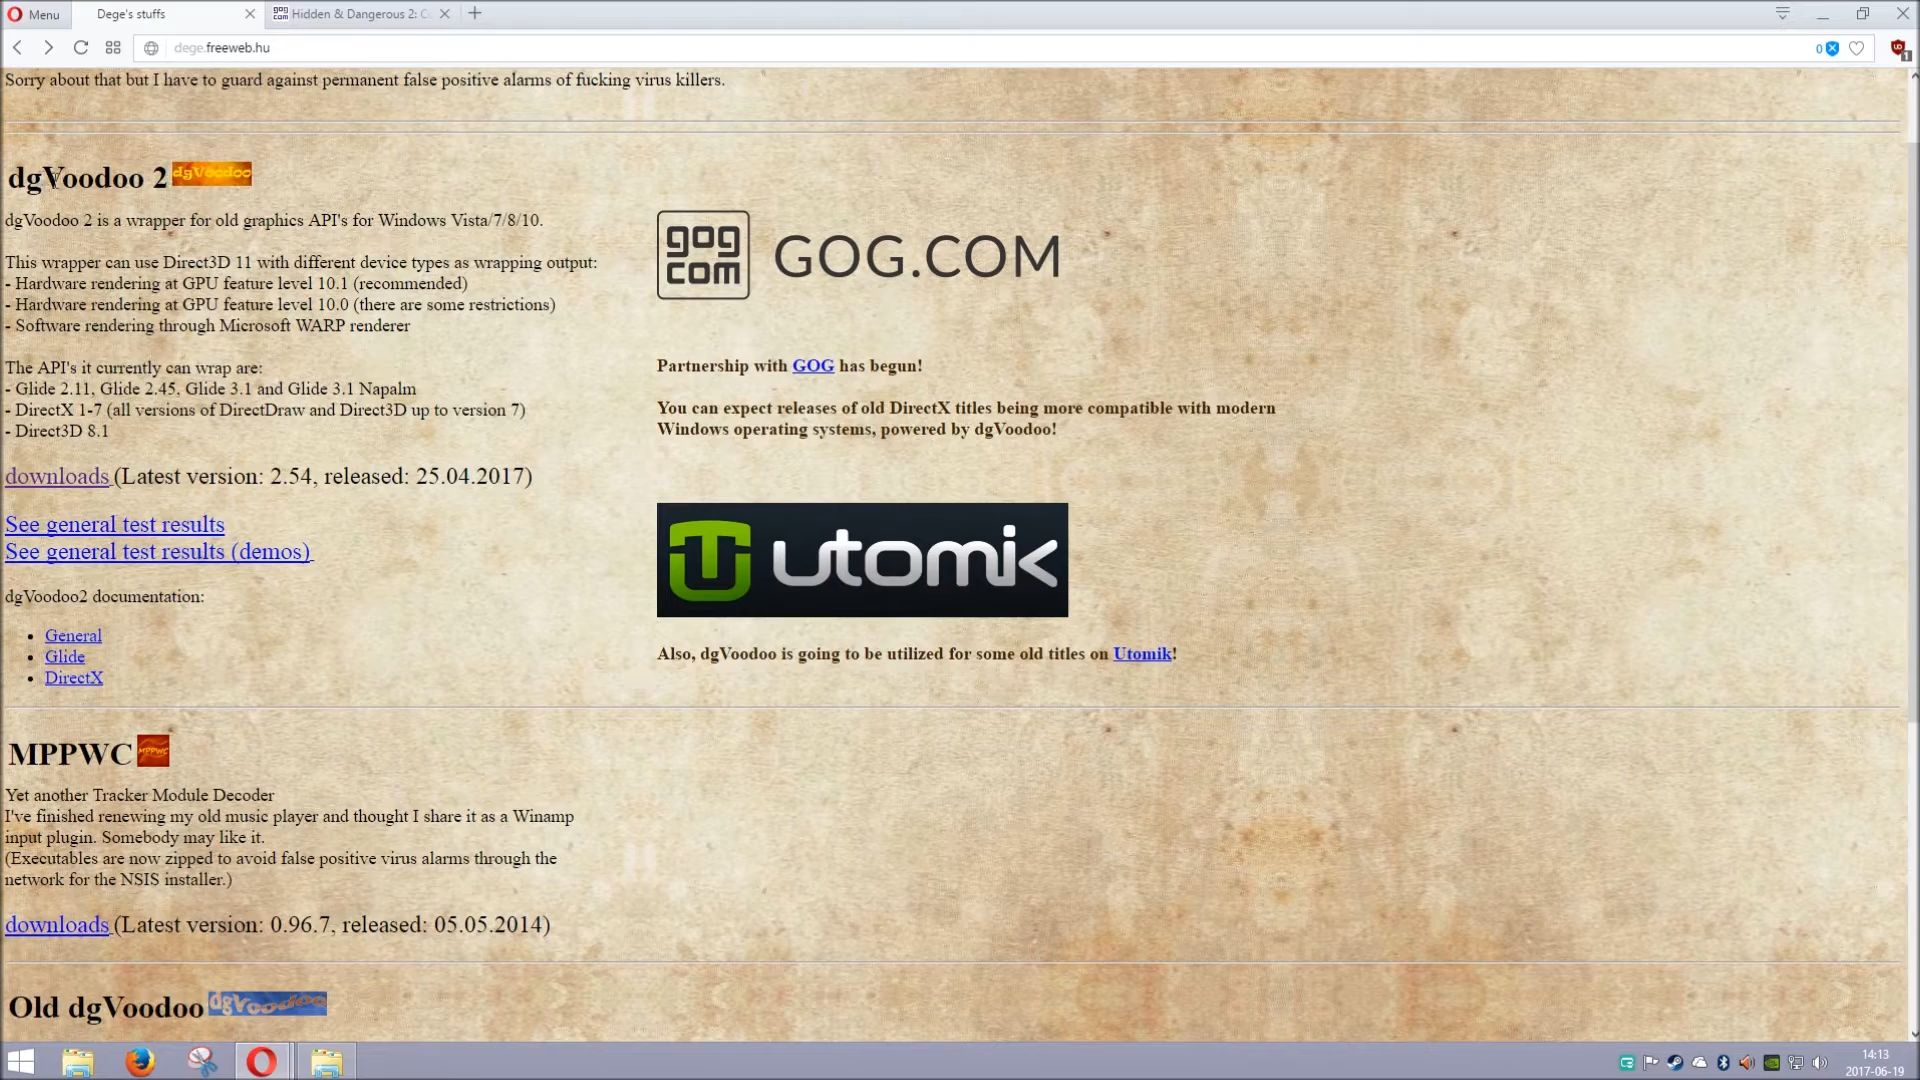 Menu
Dege's stuffs
Hidden & Dangerous 2: C
dege.freeweb.hu
0
1
Sorry about that but I have to guard against permanent false positive alarms of fucking virus killers.
dgVoodoo 2 dgVoodoo
dgVoodoo 2 is a wrapper for old graphics API's for Windows Vista/7/8/10.
This wrapper can use Direct3D 11 with different device types as wrapping output:
- Hardware rendering at GPU feature level 10.1 (recommended)
- Hardware rendering at GPU feature level 10.0 (there are some restrictions)
- Software rendering through Microsoft WARP renderer
The API's it currently can wrap are:
- Glide 2.11, Glide 2.45, Glide 3.1 and Glide 3.1 Napalm
- DirectX 1-7 (all versions of DirectDraw and Direct3D up to version 7)
- Direct3D 8.1
downloads (Latest version: 2.54, released: 25.04.2017)
See general test results
See general test results (demos)
dgVoodoo2 documentation:
• General
• Glide
• DirectX
gog
com
GOG.COM
Partnership with GOG has begun!
You can expect releases of old DirectX titles being more compatible with modern
Windows operating systems, powered by dgVoodoo!
utomik
Also, dgVoodoo is going to be utilized for some old titles on Utomik!
MPPWC MPPWC
Yet another Tracker Module Decoder
I've finished renewing my old music player and thought I share it as a Winamp
input plugin. Somebody may like it.
(Executables are now zipped to avoid false positive virus alarms through the
network for the NSIS installer.)
downloads (Latest version: 0.96.7, released: 05.05.2014)
Old dgVoodoo dgVoodoo
14:13
2017-06-19